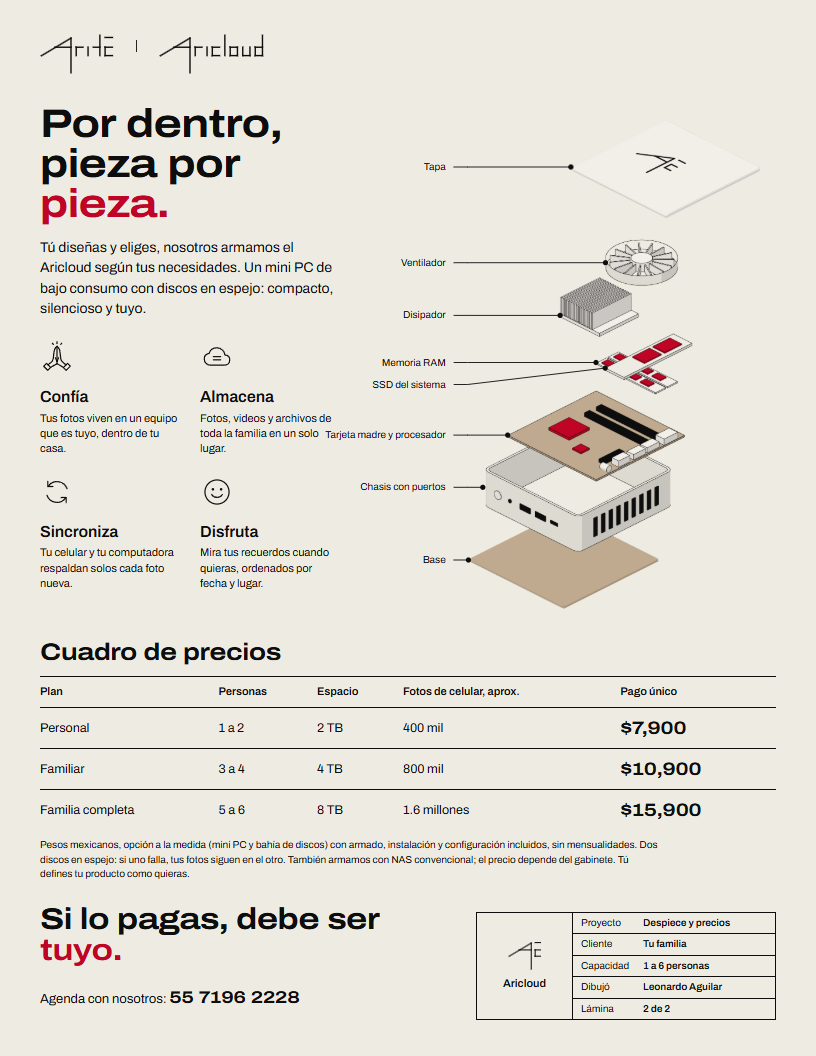 Aritē | Aricloud
Por dentro,
pieza por
pieza.
Tú diseñas y eliges, nosotros armamos el
Aricloud según tus necesidades. Un mini PC de
bajo consumo con discos en espejo: compacto,
silencioso y tuyo.
Confía
Tus fotos viven en un equipo
que es tuyo, dentro de tu
casa.
Almacena
Fotos, videos y archivos de
toda la familia en un solo
lugar.
Sincroniza
Tu celular y tu computadora
respaldan solos cada foto
nueva.
Disfruta
Mira tus recuerdos cuando
quieras, ordenados por
fecha y lugar.
Tapa
Ventilador
Disipador
Memoria RAM
SSD del sistema
Tarjeta madre y procesador
Chasis con puertos
Base
Cuadro de precios
Plan Personas Espacio Fotos de celular, aprox. Pago único
Personal 1 a 2 2 TB 400 mil $7,900
Familiar 3 a 4 4 TB 800 mil $10,900
Familia completa 5 a 6 8 TB 1.6 millones $15,900
Pesos mexicanos, opción a la medida (mini PC y bahía de discos) con armado, instalación y configuración incluidos, sin mensualidades. Dos
discos en espejo: si uno falla, tus fotos siguen en el otro. También armamos con NAS convencional; el precio depende del gabinete. Tú
defines tu producto como quieras.
Si lo pagas, debe ser
tuyo.
Agenda con nosotros: 55 7196 2228
Aricloud
Proyecto Despiece y precios
Cliente Tu familia
Capacidad 1 a 6 personas
Dibujó Leonardo Aguilar
Lámina 2 de 2